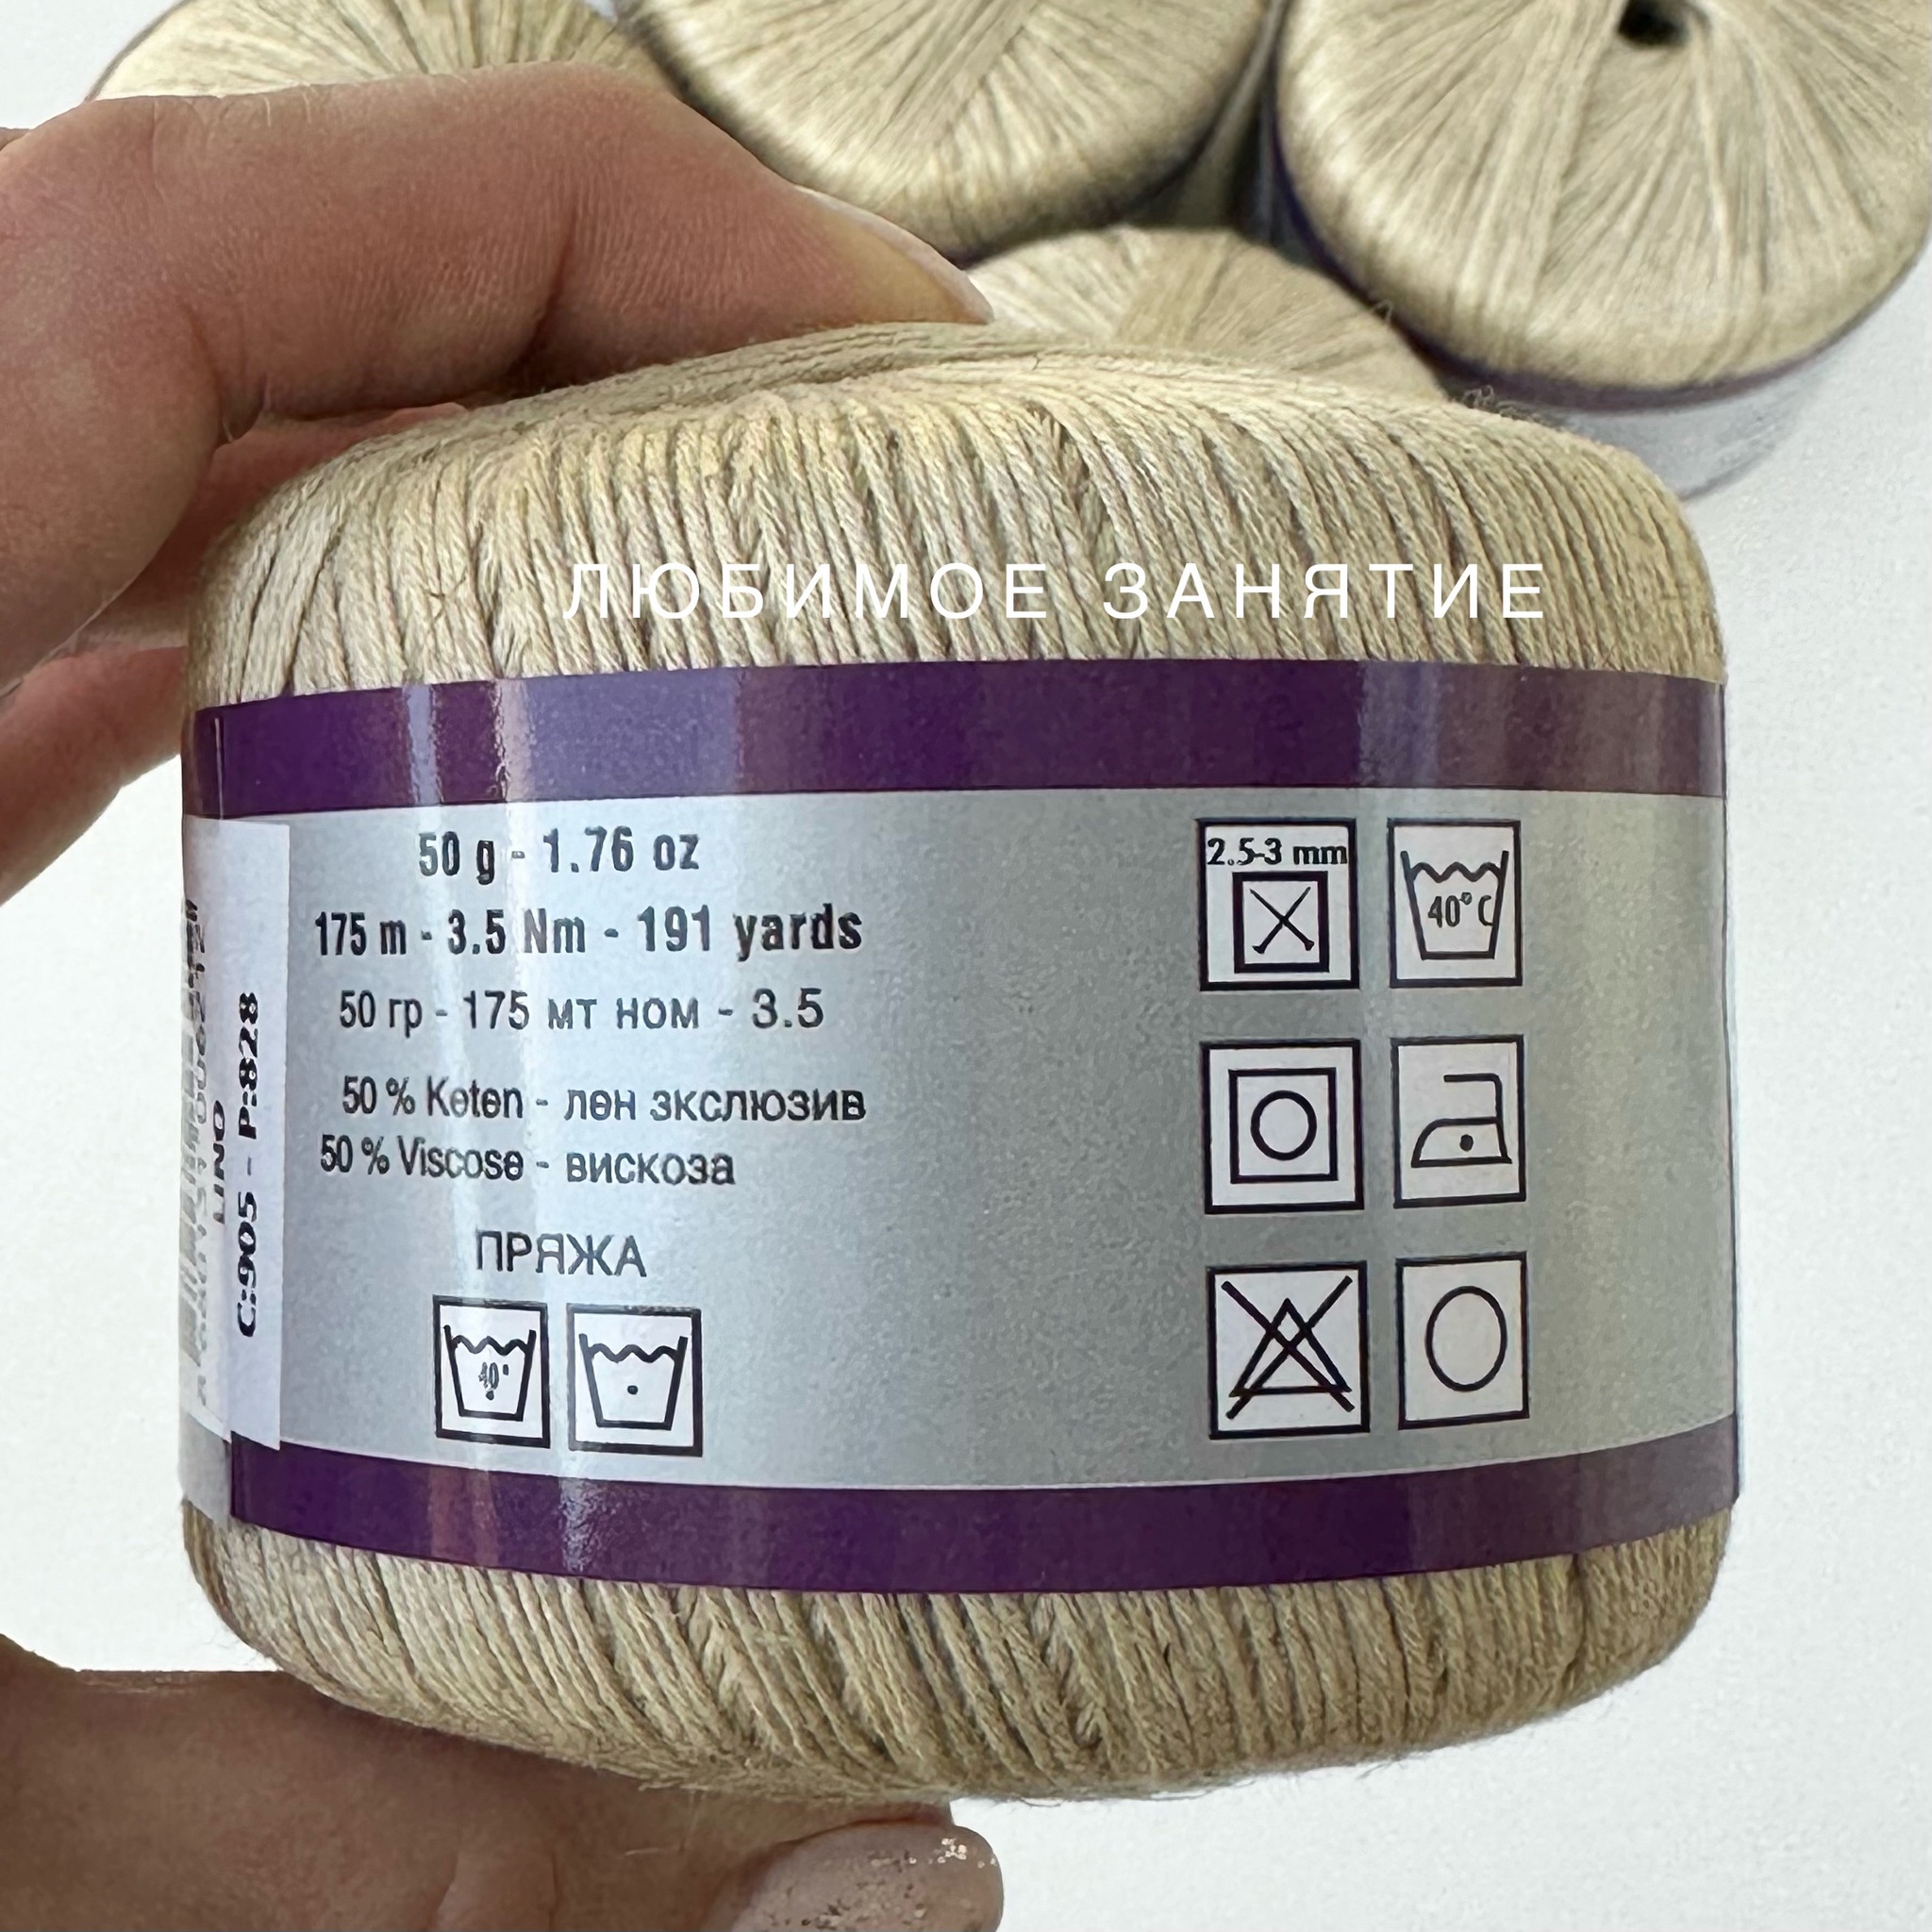 ЛЮБИМОЕ ЗАНЯТИЕ
50 g - 1.76 oz
175 m - 3.5 Nm - 191 yards
50 гр - 175 мт ном - 3.5
50 % Keten - лен зкслюзив
50 % Viscose - вискоза
ПРЯЖА
40°
2.5-3 mm
40°C
LINO
C:905 - P:828